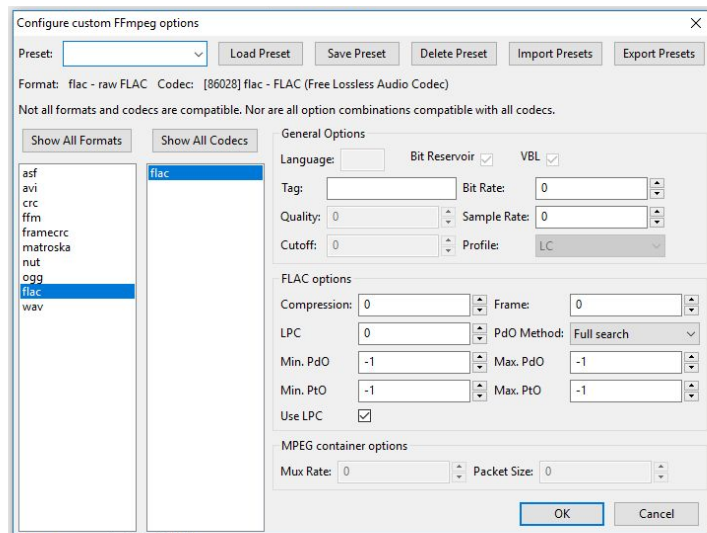 Configure custom FFmpeg options
Preset: Load Preset Save Preset Delete Preset Import Presets Export Presets
Format: flac - raw FLAC Codec: [86028] flac - FLAC (Free Lossless Audio Codec)
Not all formats and codecs are compatible. Nor are all option combinations compatible with all codecs.
Show All Formats Show All Codecs
asf
avi
crc
ffm
framecrc
matroska
nut
ogg
flac
wav
flac
General Options
Language: Bit Reservoir VBL
Tag: Bit Rate: 0
Quality: 0 Sample Rate: 0
Cutoff: 0 Profile: LC
FLAC options
Compression: 0 Frame: 0
LPC 0 PdO Method: Full search
Min. PdO -1 Max. PdO -1
Min. PtO -1 Max. PtO -1
Use LPC
MPEG container options
Mux Rate: 0 Packet Size: 0
OK Cancel